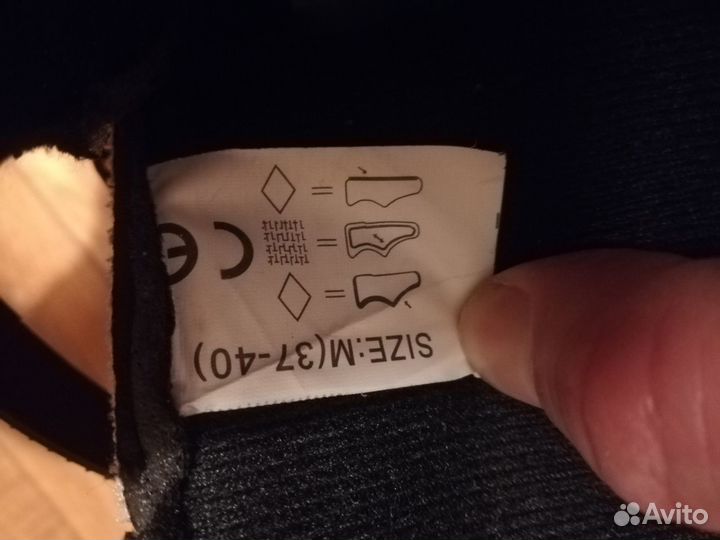 SIZE:M(37-40)
=
=
=
CE
Avito